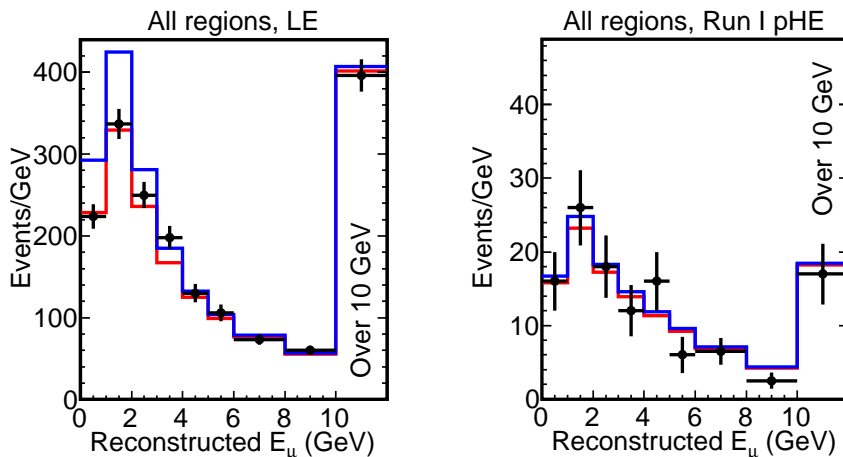 All regions, LE
Events/GeV
400
300
200
100
0
Over 10 GeV
0 2 4 6 8 10
Reconstructed Eμ (GeV)
All regions, Run I pHE
Events/GeV
40
30
20
10
0
Over 10 GeV
0 2 4 6 8 10
Reconstructed Eμ (GeV)